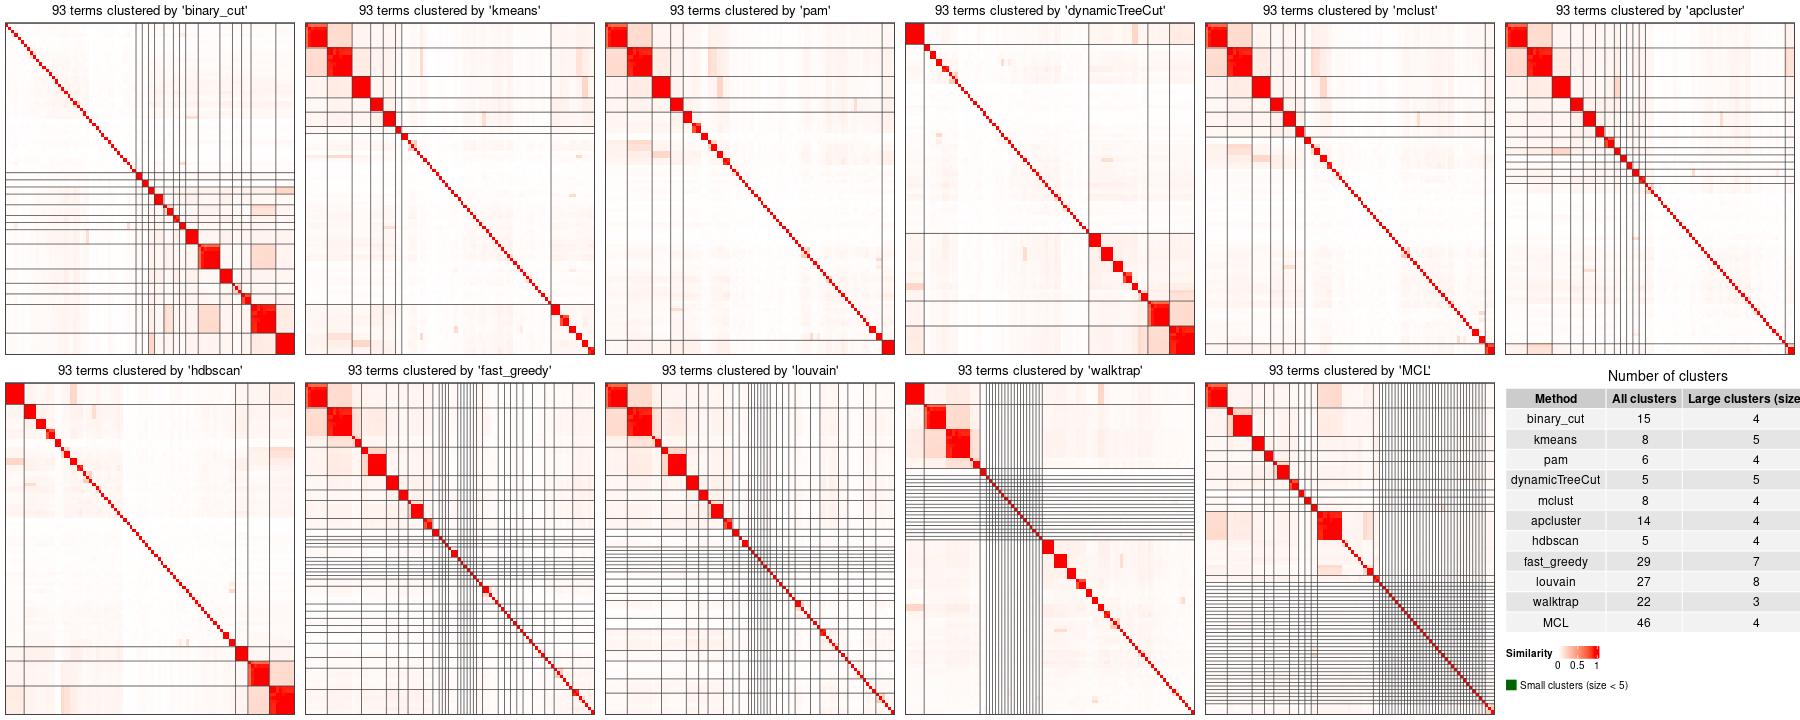 93 terms clustered by 'binary_cut'
93 terms clustered by 'kmeans'
93 terms clustered by 'pam'
93 terms clustered by 'dynamicTreeCut'
93 terms clustered by 'mclust'
93 terms clustered by 'apcluster'
93 terms clustered by 'hdbscan'
93 terms clustered by 'fast_greedy'
93 terms clustered by 'louvain'
93 terms clustered by 'walktrap'
93 terms clustered by 'MCL'
Number of clusters
Method All clusters Large clusters (size
binary_cut 15 4
kmeans 8 5
pam 6 4
dynamicTreeCut 5 5
mclust 8 4
apcluster 14 4
hdbscan 5 4
fast_greedy 29 7
louvain 27 8
walktrap 22 3
MCL 46 4
Similarity
0 0.5 1
Small clusters (size < 5)